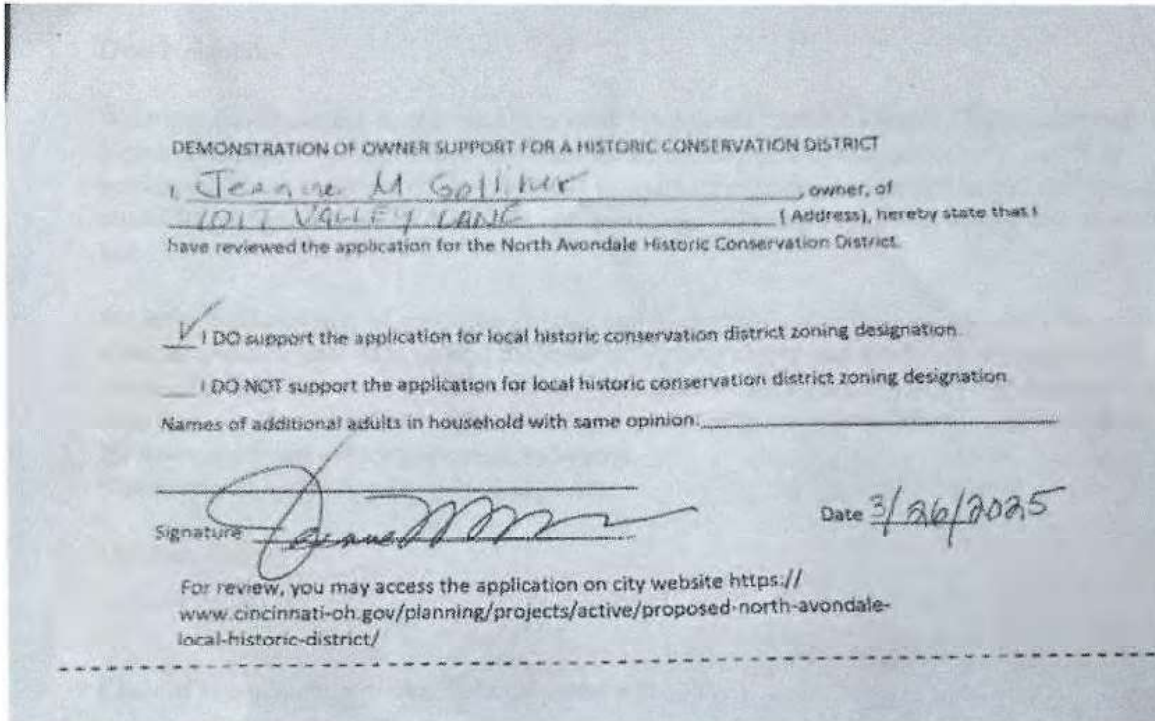 DEMONSTRATION OF OWNER SUPPORT FOR A HISTORIC CONSERVATION DISTRICT
I, Jeanne M , owner, of
1017 VALLEY LANE ( Address), hereby state that I
have reviewed the application for the North Avondale Historic Conservation District.
✓ I DO support the application for local historic conservation district zoning designation.
___ I DO NOT support the application for local historic conservation district zoning designation.
Names of additional adults in household with same opinion:
Signature Jeanne Date 3/26/2025
For review, you may access the application on city website https://
www.cincinnati-oh.gov/planning/projects/active/proposed-north-avondale-
local-historic-district/